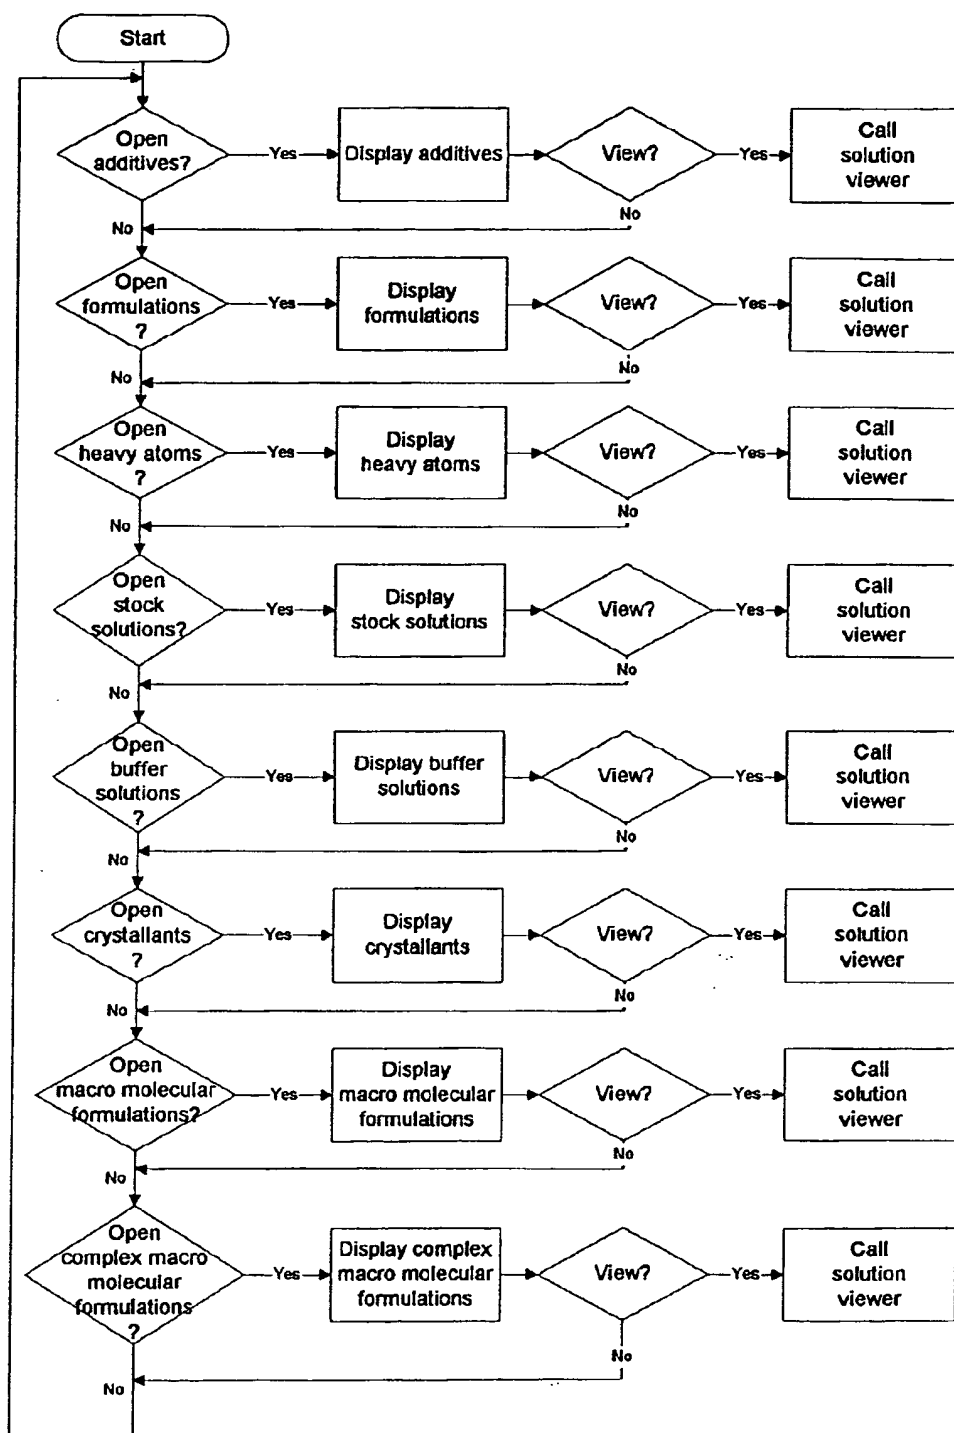 Start
Open
additives?
Yes
Display additives
View?
Yes
Call
solution
viewer
No
No
Open
formulations
?
Yes
Display
formulations
View?
Yes
Call
solution
viewer
No
No
Open
heavy atoms
?
Yes
Display
heavy atoms
View?
Yes
Call
solution
viewer
No
No
Open
stock
solutions?
Yes
Display
stock solutions
View?
Yes
Call
solution
viewer
No
No
Open
buffer
solutions
?
Yes
Display buffer
solutions
View?
Yes
Call
solution
viewer
No
No
Open
crystallants
?
Yes
Display
crystallants
View?
Yes
Call
solution
viewer
No
No
Open
macro molecular
formulations?
Yes
Display
macro molecular
formulations
View?
Yes
Call
solution
viewer
No
No
Open
complex macro
molecular
formulations
?
Yes
Display complex
macro molecular
formulations
View?
Yes
Call
solution
viewer
No
No